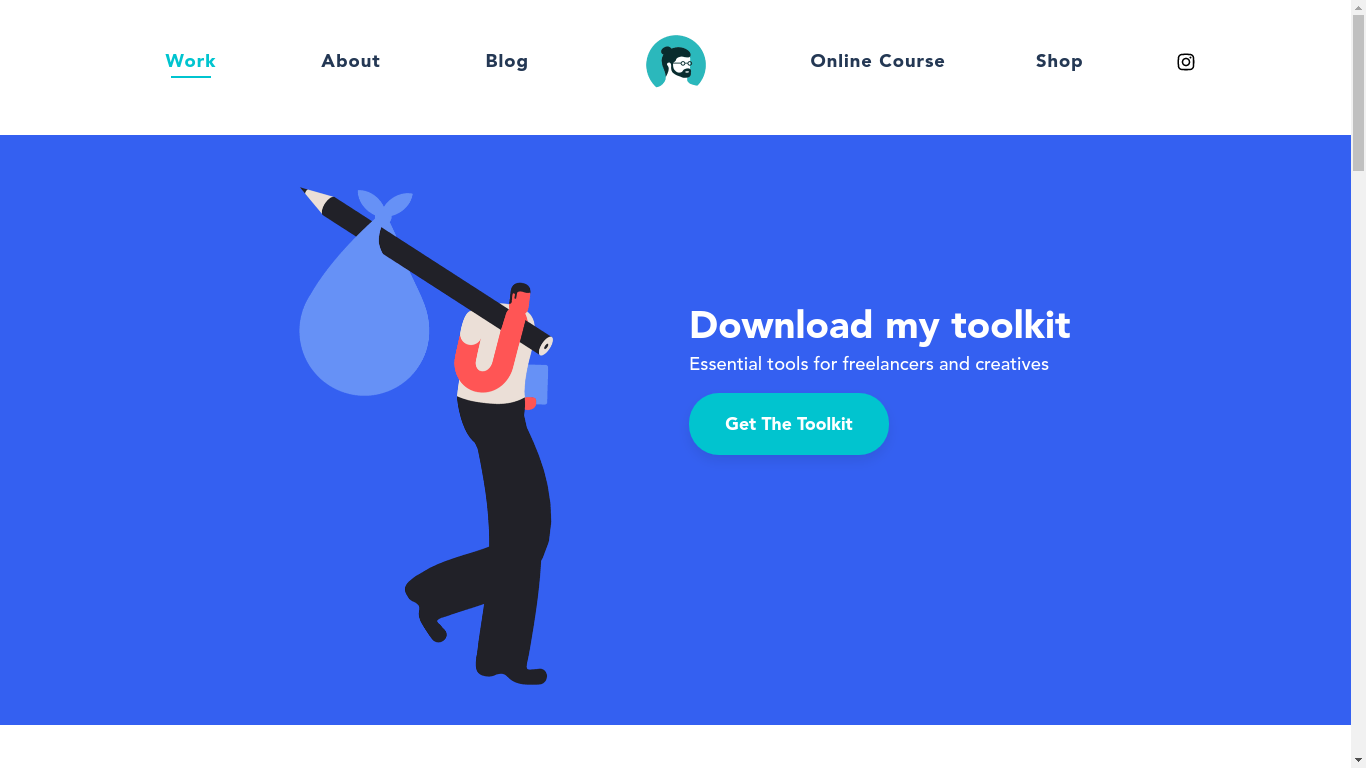 Work
About
Blog
Online Course
Shop
Download my toolkit
Essential tools for freelancers and creatives
Get The Toolkit